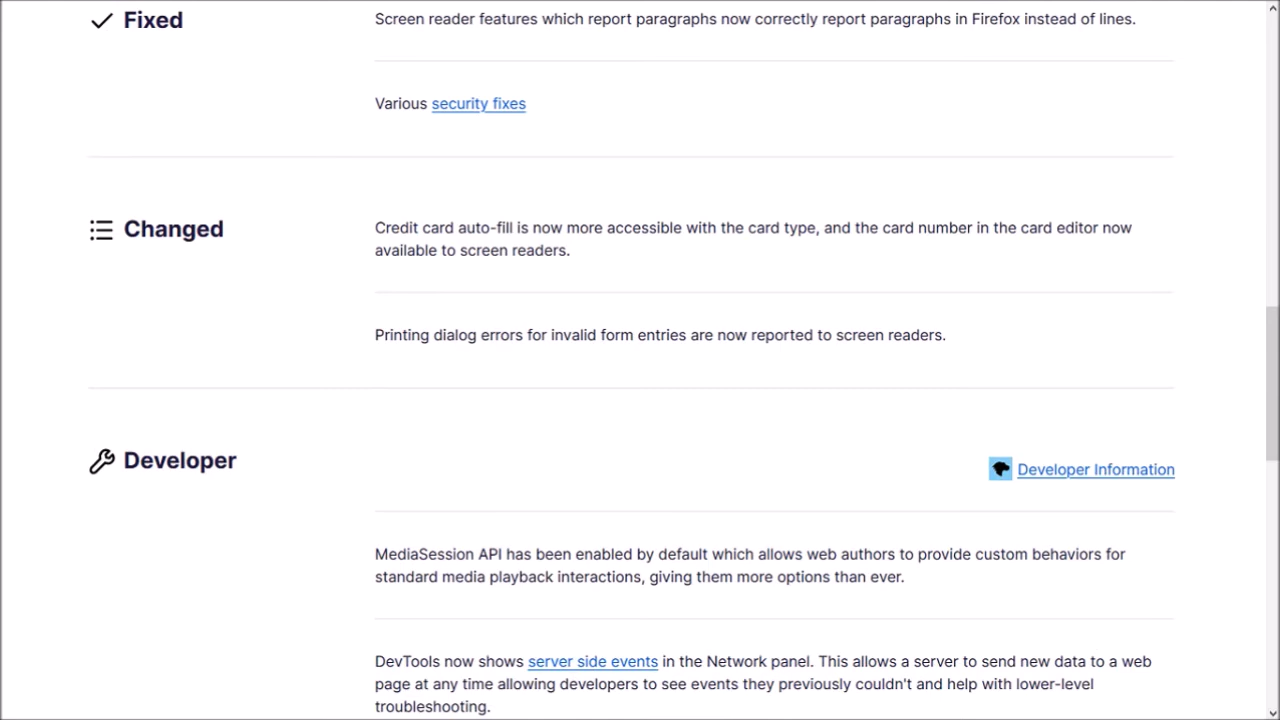 Fixed
Screen reader features which report paragraphs now correctly report paragraphs in Firefox instead of lines.
Various security fixes
Changed
Credit card auto-fill is now more accessible with the card type, and the card number in the card editor now
available to screen readers.
Printing dialog errors for invalid form entries are now reported to screen readers.
Developer
Developer Information
MediaSession API has been enabled by default which allows web authors to provide custom behaviors for
standard media playback interactions, giving them more options than ever.
DevTools now shows server side events in the Network panel. This allows a server to send new data to a web
page at any time allowing developers to see events they previously couldn't and help with lower-level
troubleshooting.